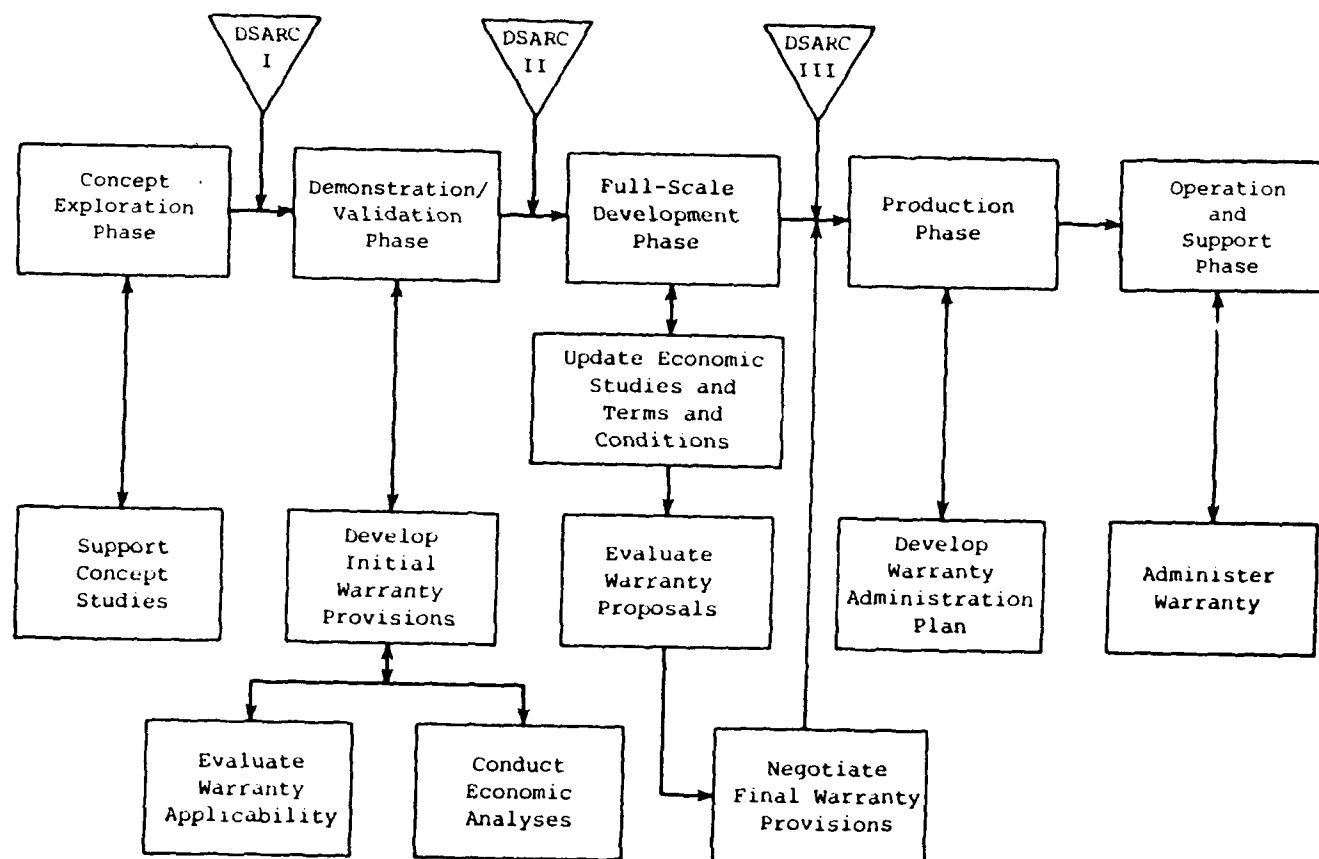 DSARC
I
DSARC
II
DSARC
III
Concept
Exploration
Phase
Demonstration/
Validation
Phase
Full-Scale
Development
Phase
Production
Phase
Operation
and
Support
Phase
Update Economic
Studies and
Terms and
Conditions
Support
Concept
Studies
Develop
Initial
Warranty
Provisions
Evaluate
Warranty
Proposals
Develop
Warranty
Administration
Plan
Administer
Warranty
Evaluate
Warranty
Applicability
Conduct
Economic
Analyses
Negotiate
Final Warranty
Provisions